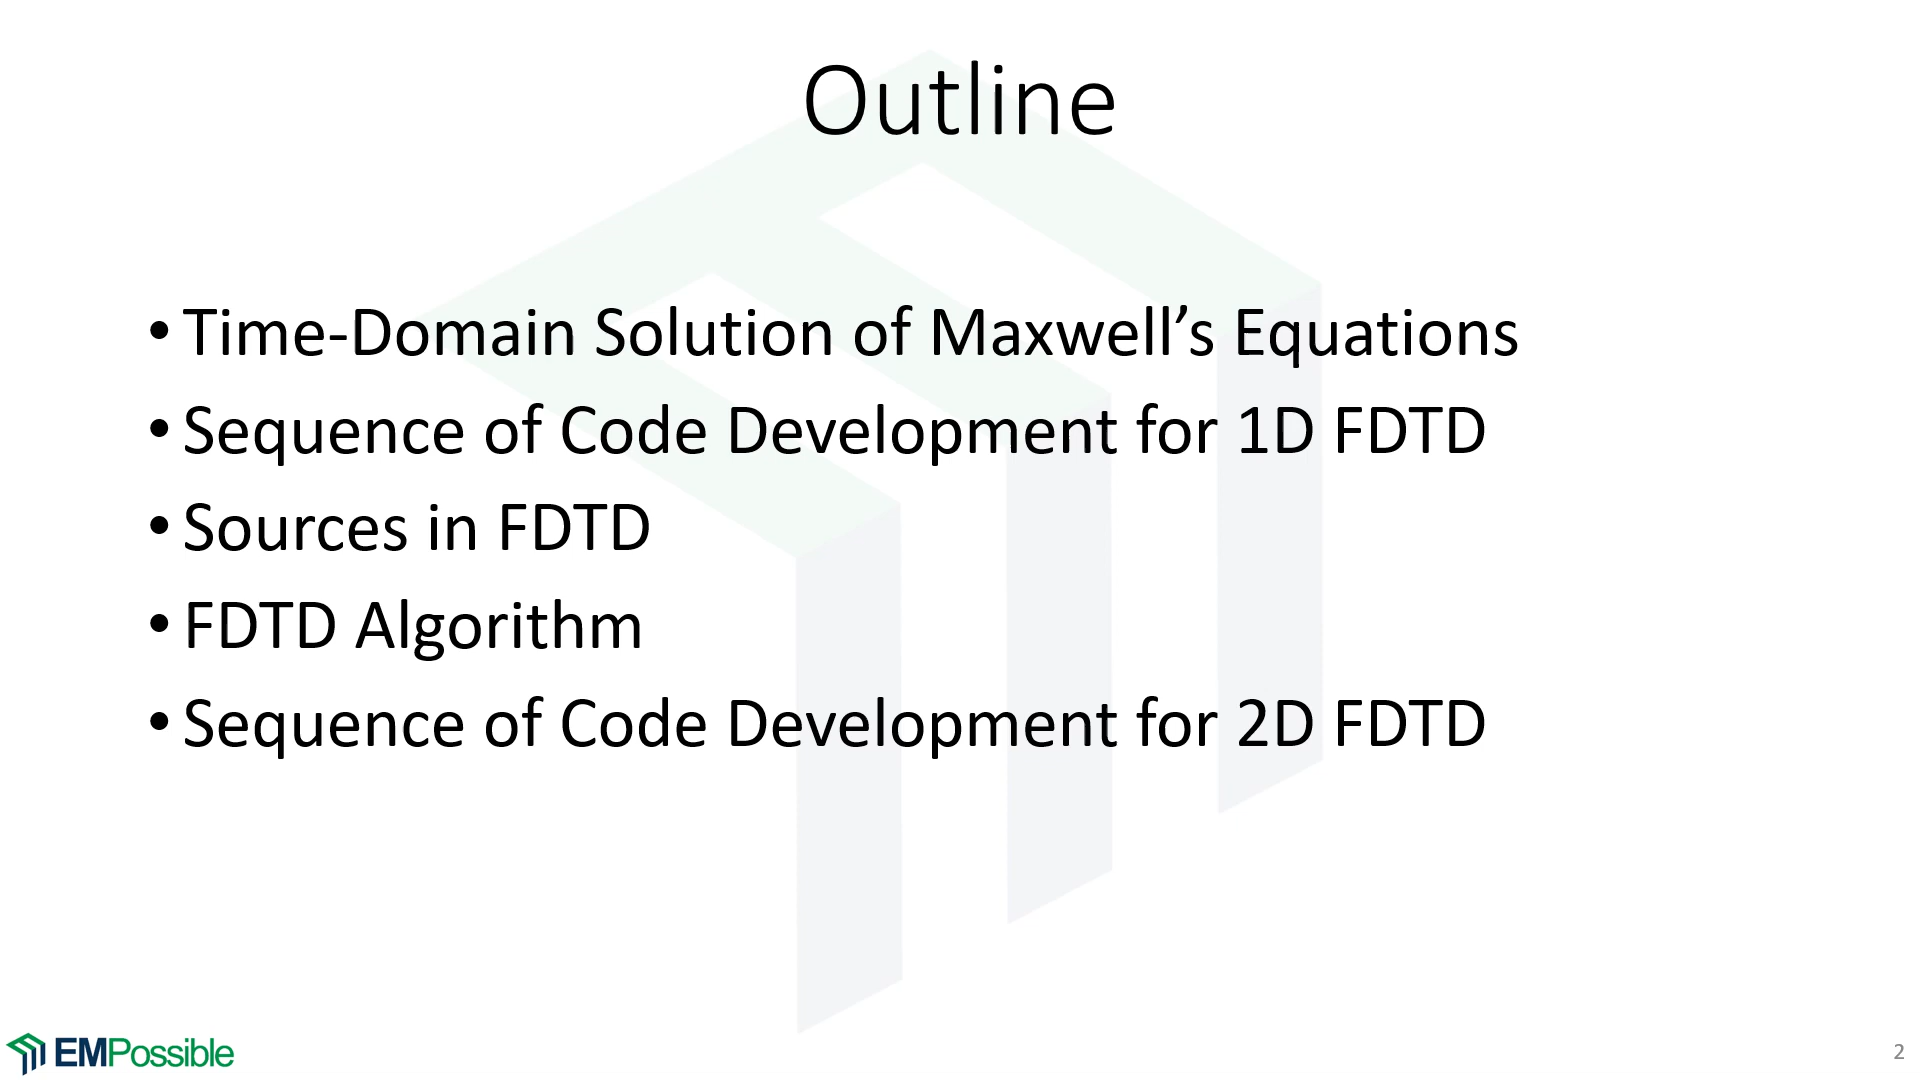 Outline
• Time-Domain Solution of Maxwell’s Equations
• Sequence of Code Development for 1D FDTD
• Sources in FDTD
• FDTD Algorithm
• Sequence of Code Development for 2D FDTD
EMPossible
2